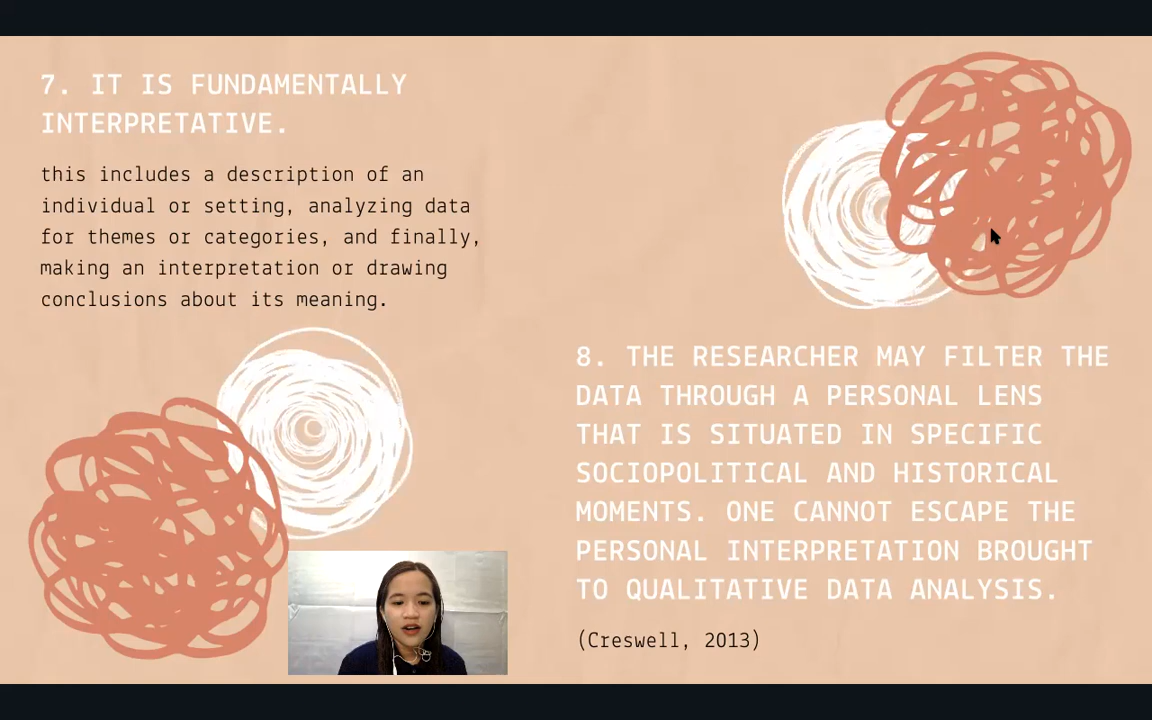 7. IT IS FUNDAMENTALLY
INTERPRETATIVE.
this includes a description of an
individual or setting, analyzing data
for themes or categories, and finally,
making an interpretation or drawing
conclusions about its meaning.
8. THE RESEARCHER MAY FILTER THE
DATA THROUGH A PERSONAL LENS
THAT IS SITUATED IN SPECIFIC
SOCIOPOLITICAL AND HISTORICAL
MOMENTS. ONE CANNOT ESCAPE THE
PERSONAL INTERPRETATION BROUGHT
TO QUALITATIVE DATA ANALYSIS.
(Creswell, 2013)